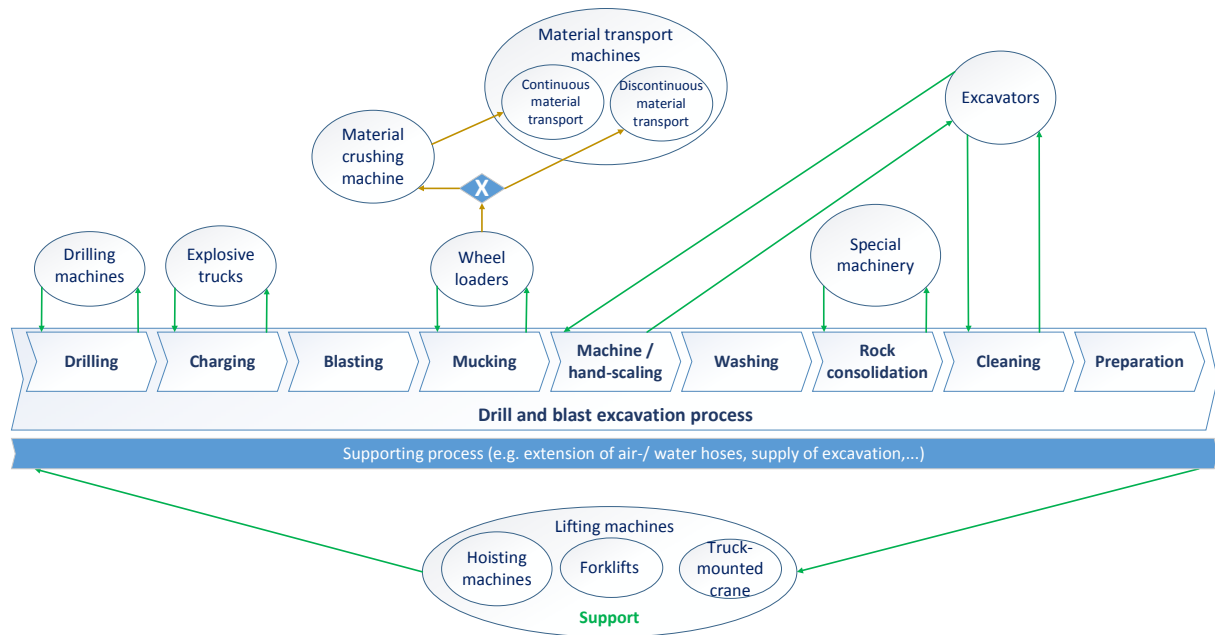 Material transport
machines
Continuous
material
transport
Discontinuous
material
transport
Excavators
Material
crushing
machine
X
Drilling
machines
Explosive
trucks
Wheel
loaders
Special
machinery
Drilling
Charging
Blasting
Mucking
Machine /
hand-scaling
Washing
Rock
consolidation
Cleaning
Preparation
Drill and blast excavation process
Supporting process (e.g. extension of air-/ water hoses, supply of excavation,...)
Lifting machines
Hoisting
machines
Forklifts
Truck-
mounted
crane
Support